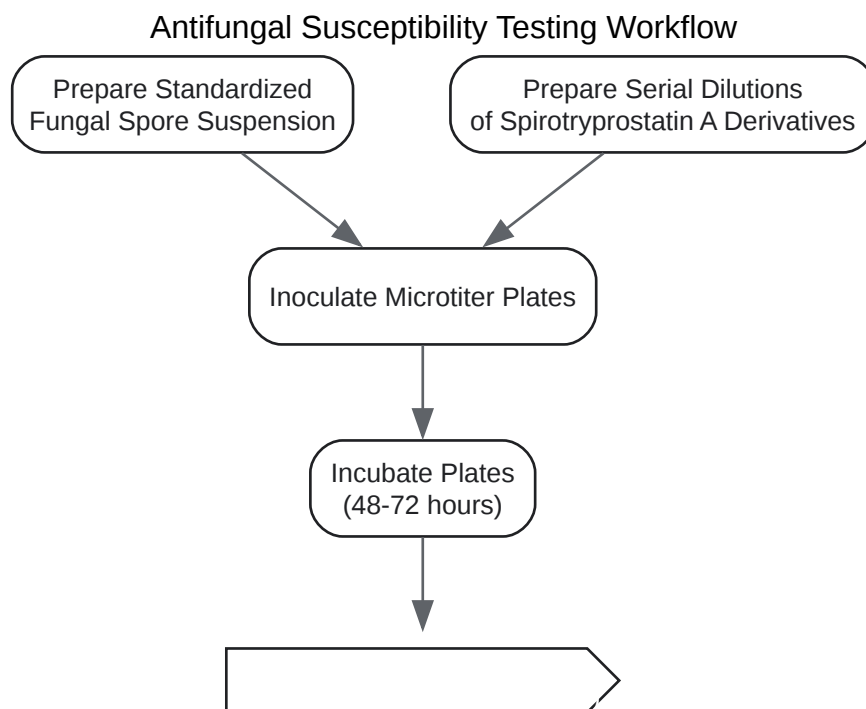 Antifungal Susceptibility Testing Workflow
Prepare Standardized
Fungal Spore Suspension
Prepare Serial Dilutions
of Spirotryprostatin A Derivatives
Inoculate Microtiter Plates
Incubate Plates
(48-72 hours)